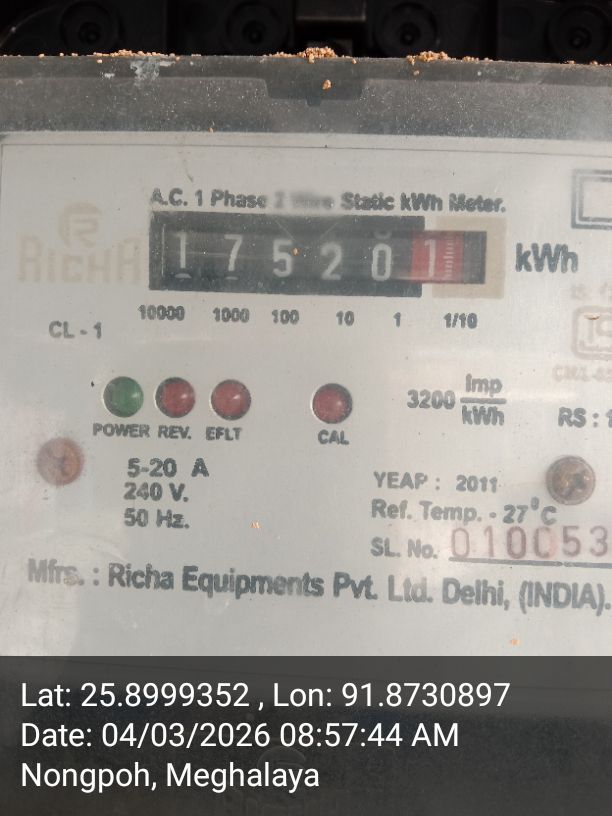 A.C. 1 Phase 2 Wire Static kWh Meter.
RICHA
1 7 5 2 0 1 kWh
10000 1000 100 10 1 1/10
CL - 1
3200 Imp/kWh
POWER REV. EFLT CAL
RS :
5-20 A
240 V.
50 Hz.
YEAR : 2011
Ref. Temp. - 27°C
SL. No. 010053
Mfrs. : Richa Equipments Pvt. Ltd. Delhi, (INDIA).
Lat: 25.8999352 , Lon: 91.8730897
Date: 04/03/2026 08:57:44 AM
Nongpoh, Meghalaya